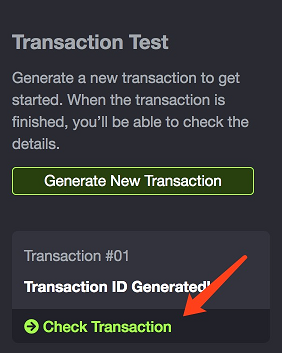 Transaction Test
Generate a new transaction to get
started. When the transaction is
finished, you'll be able to check the
details.
Generate New Transaction
Transaction #01
Transaction ID Generated!
Check Transaction